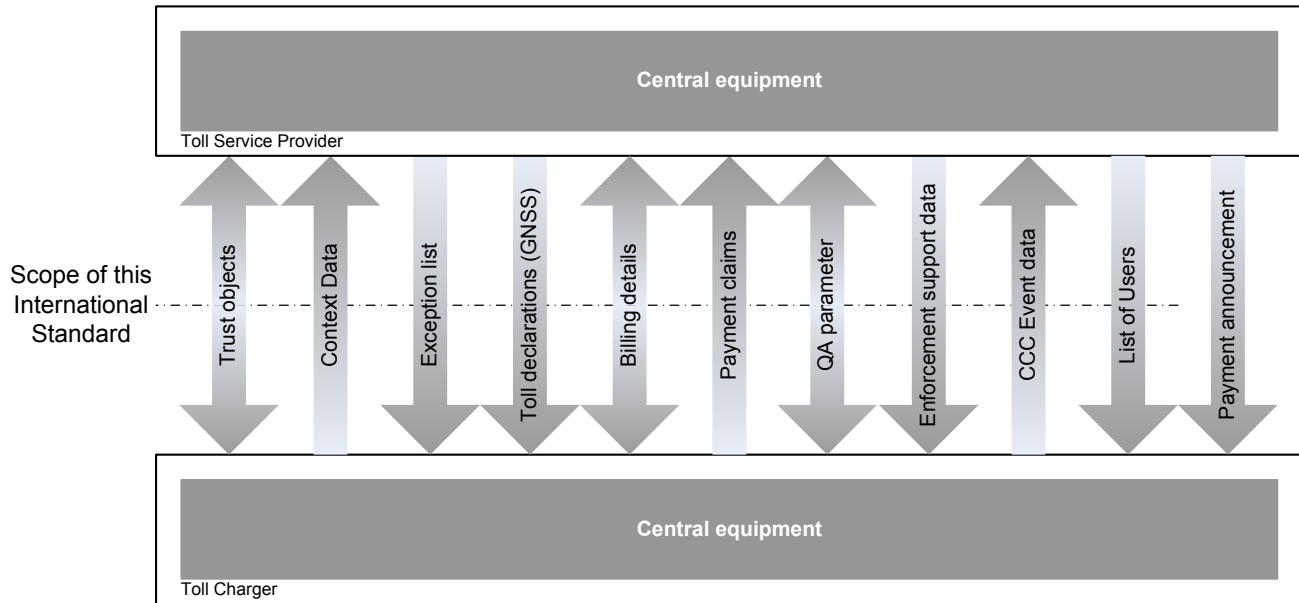 Central equipment
Toll Service Provider
Scope of this
International
Standard
Trust objects
Context Data
Exception list
Toll declarations (GNSS)
Billing details
Payment claims
QA parameter
Enforcement support data
CCC Event data
List of Users
Payment announcement
Central equipment
Toll Charger